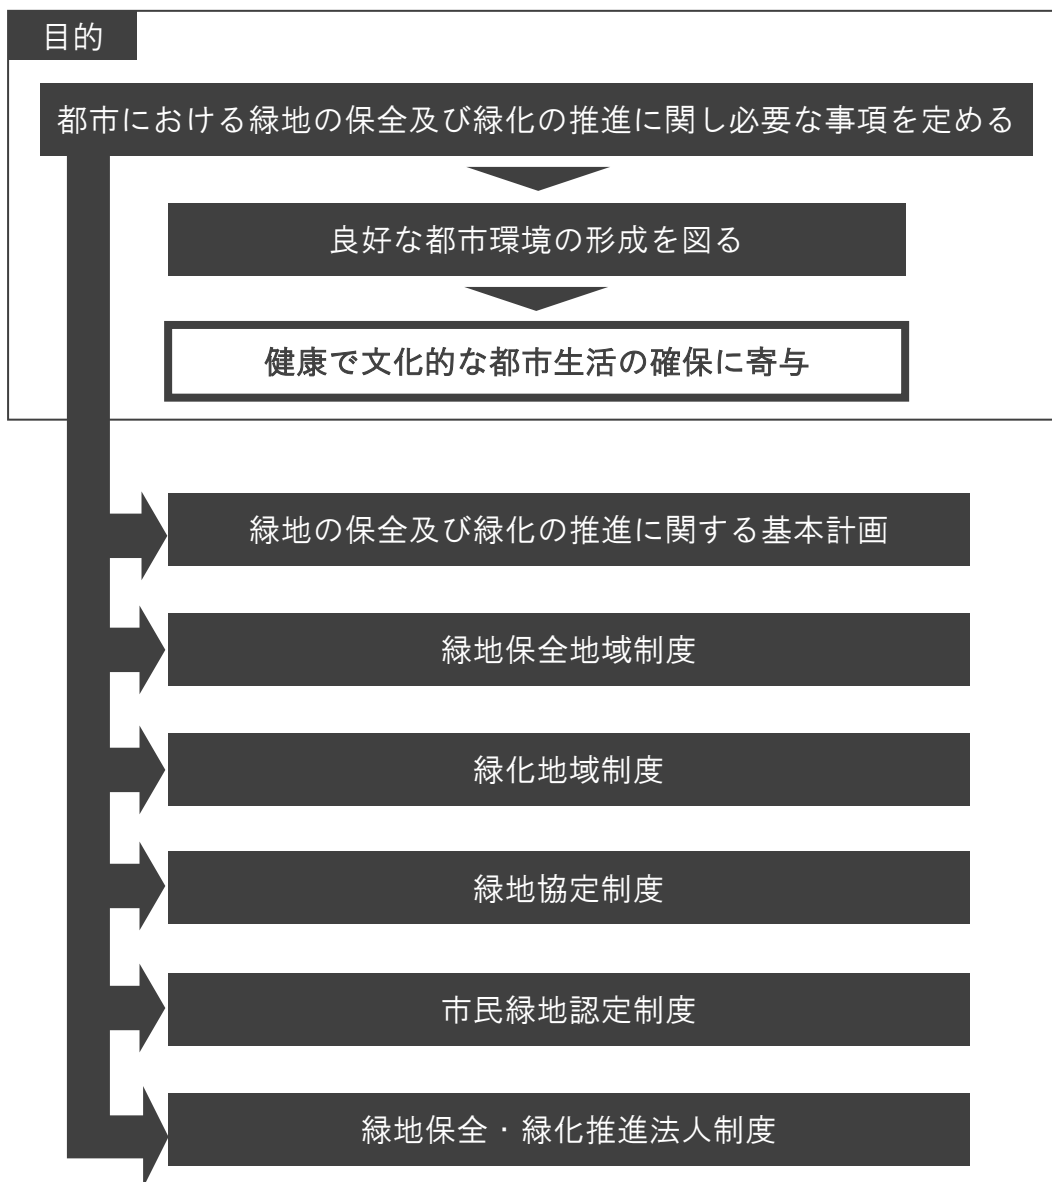 目的
都市における緑地の保全及び緑化の推進に関し必要な事項を定める
良好な都市環境の形成を図る
健康で文化的な都市生活の確保に寄与
緑地の保全及び緑化の推進に関する基本計画
緑地保全地域制度
緑化地域制度
緑地協定制度
市民緑地認定制度
緑地保全・緑化推進法人制度